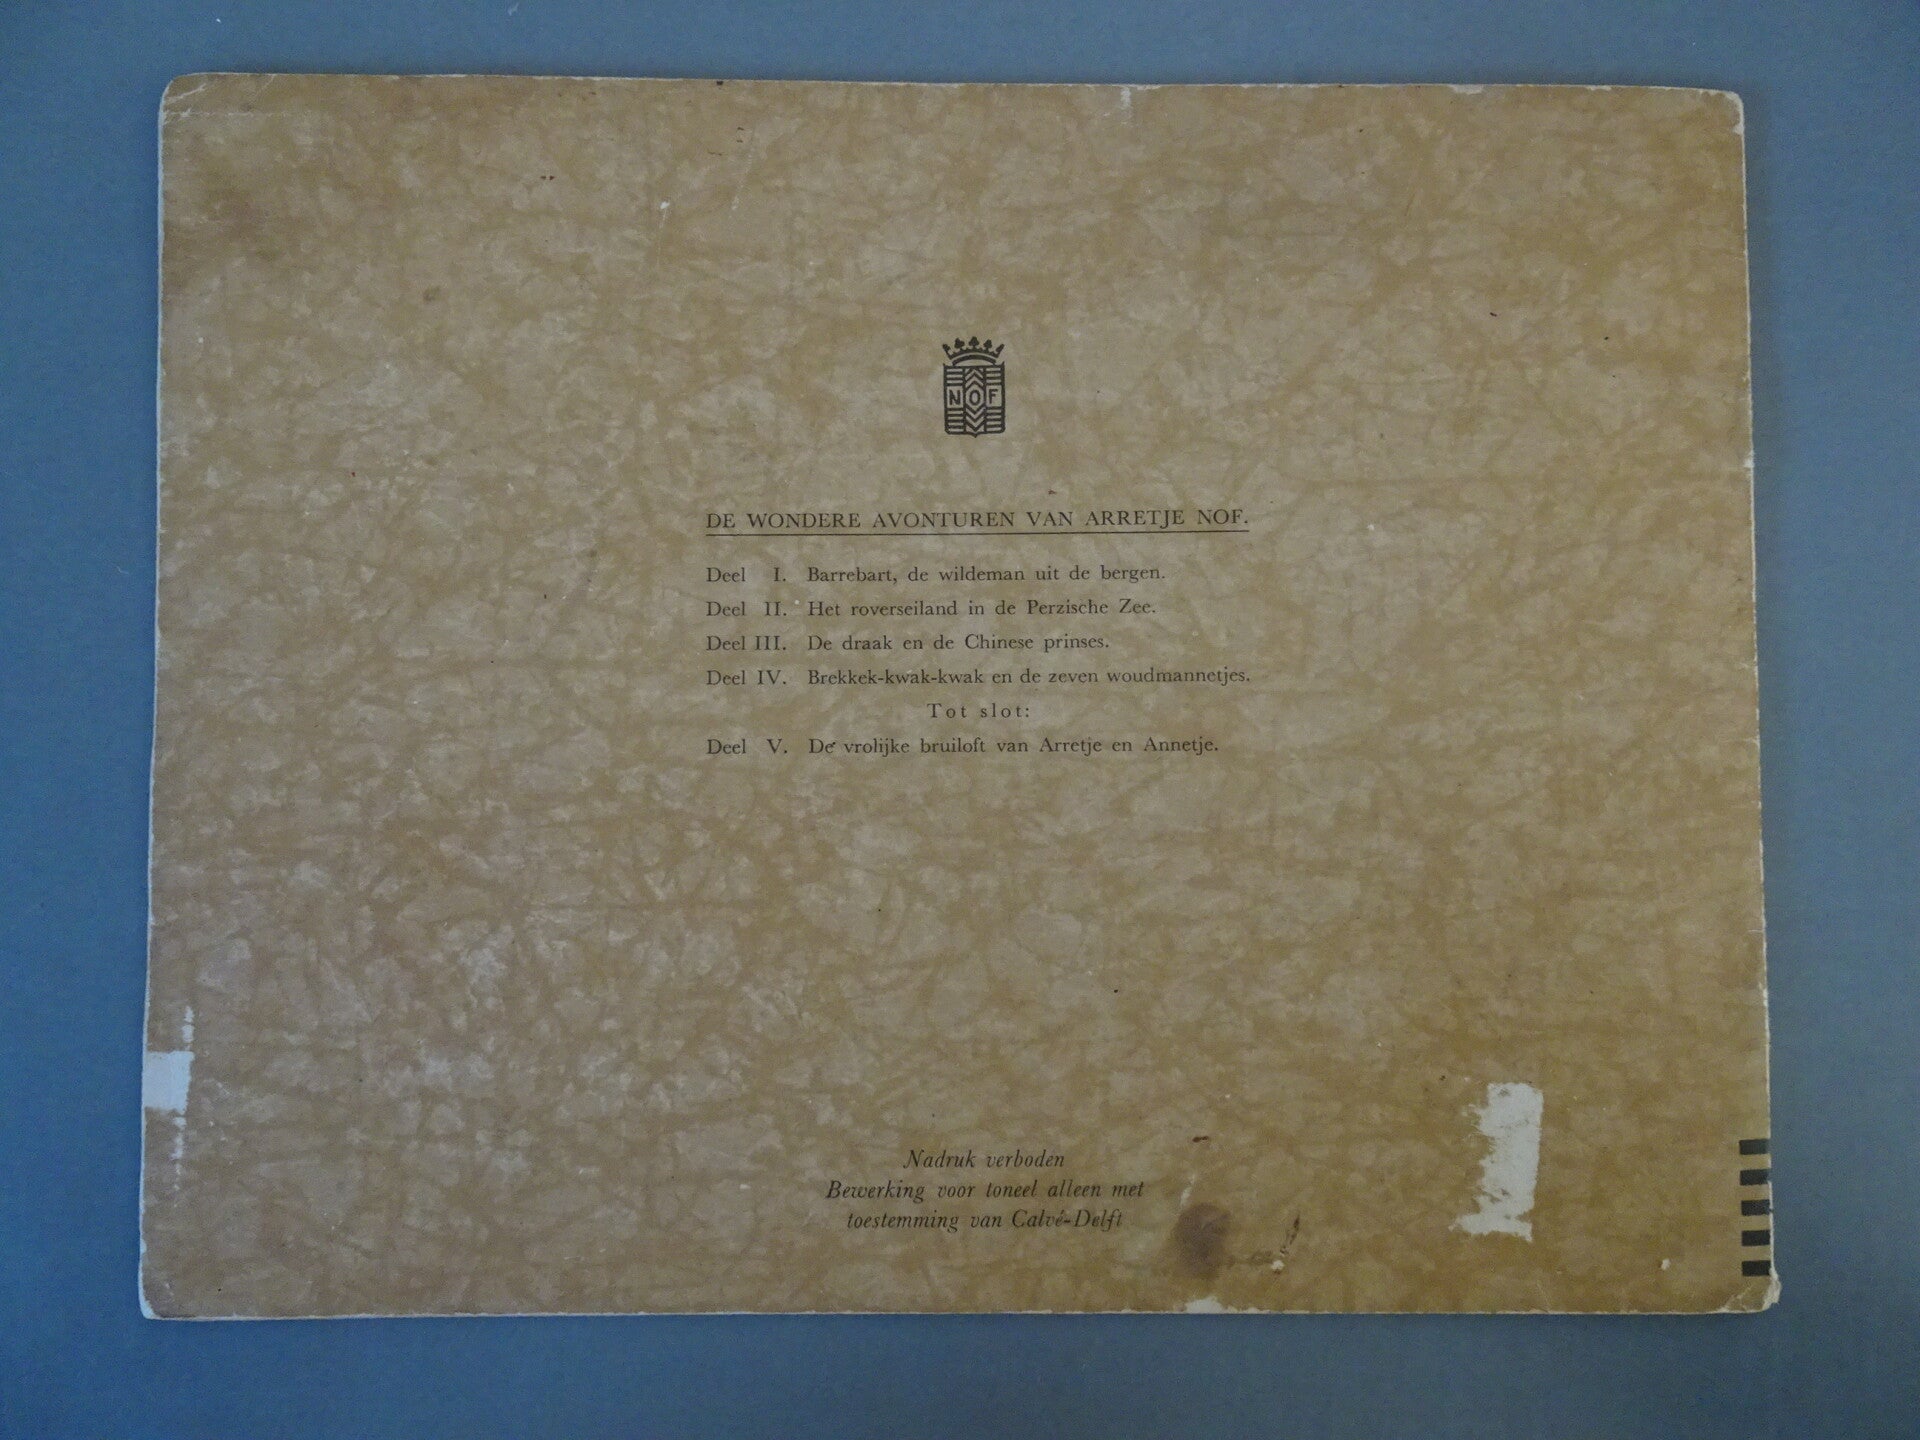 NOF
DE WONDERE AVONTUREN VAN ARRETJE NOF.
Deel I. Barrebart, de wildeman uit de bergen.
Deel II. Het roverseiland in de Perzische Zee.
Deel III. De draak en de Chinese prinses.
Deel IV. Brekkek-kwak-kwak en de zeven woudmannetjes.
Tot slot:
Deel V. De vrolijke bruiloft van Arretje en Annetje.
Nadruk verboden
Bewerking voor toneel alleen met
toestemming van Calvé-Delft